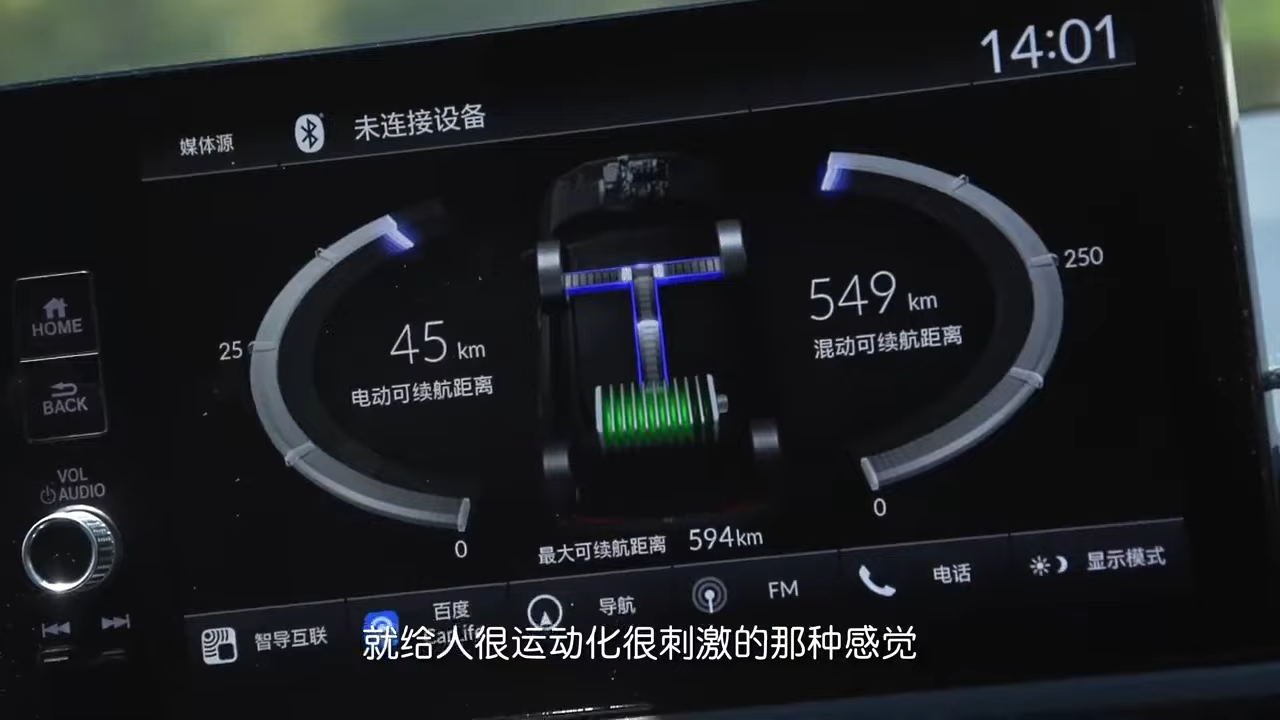 14:01
媒体源
未连接设备
HOME
BACK
VOL
AUDIO
25
45 km
电动可续航距离
0
549 km
混动可续航距离
250
0
最大可续航距离 594km
智导互联
百度
CarLife
导航
FM
电话
显示模式
就给人很运动化很刺激的那种感觉